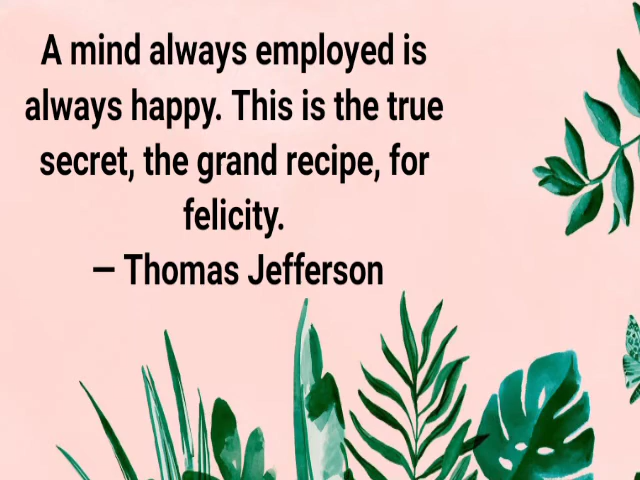 A mind always employed is
always happy. This is the true
secret, the grand recipe, for
felicity.
— Thomas Jefferson